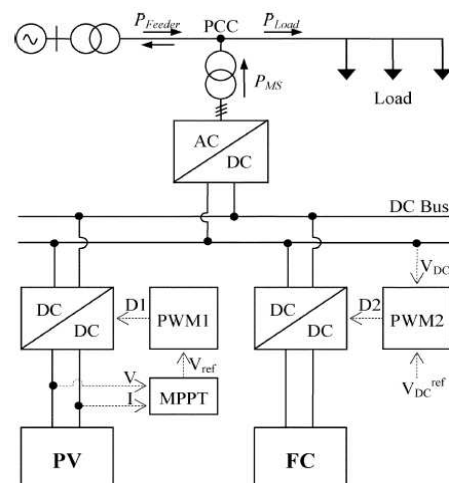 P_Feeder PCC P_Load
P_MS
Load
AC
DC
DC Bus
V_DC
DC
DC
D1
PWM1
DC
DC
D2
PWM2
V_ref
V
I
MPPT
V_DC^ref
PV
FC